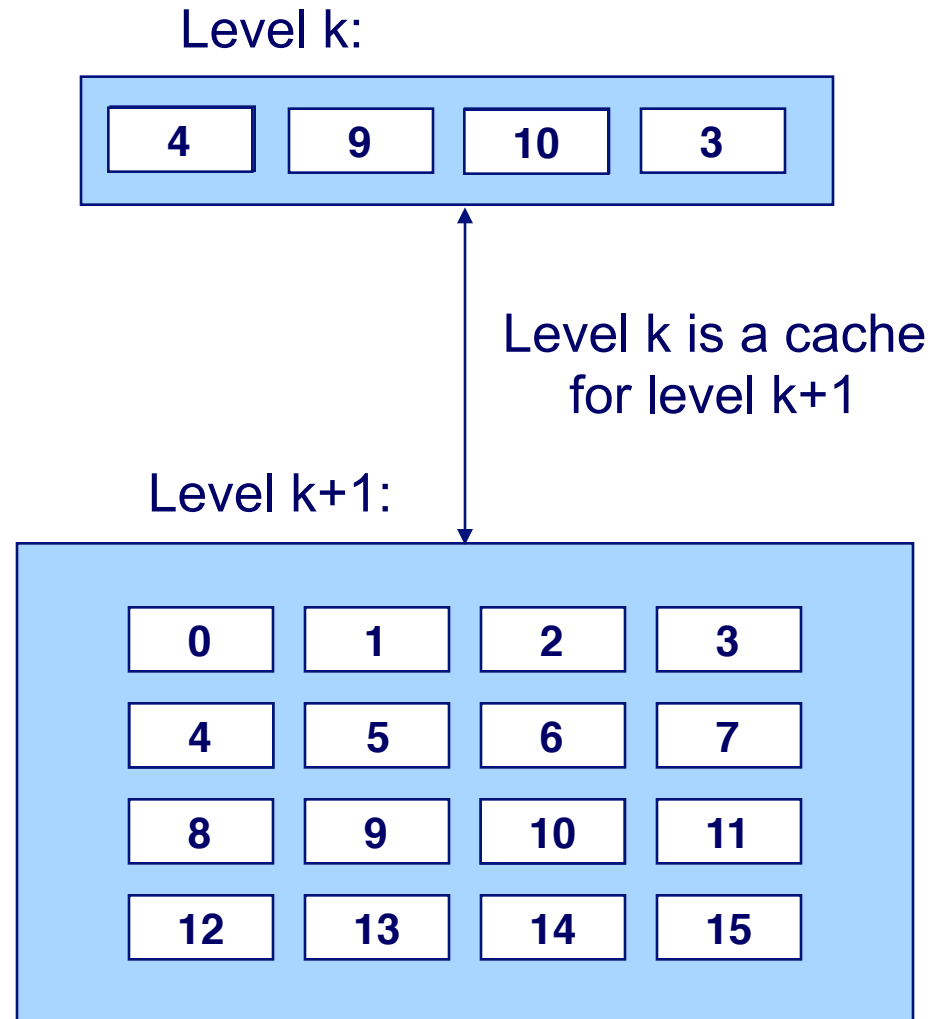 Level k:
4 9 10 3
Level k is a cache
for level k+1
Level k+1:
0 1 2 3
4 5 6 7
8 9 10 11
12 13 14 15